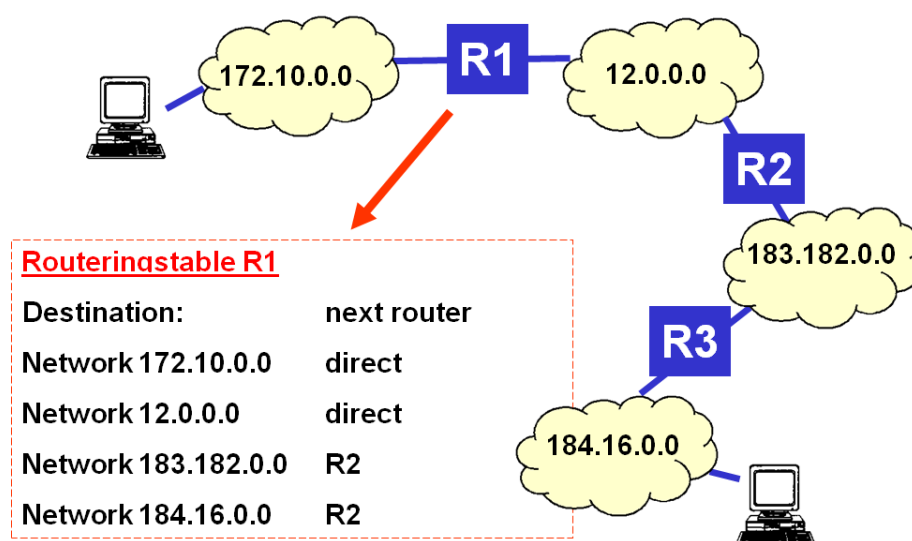 172.10.0.0
R1
12.0.0.0
R2
183.182.0.0
R3
184.16.0.0
Routeringstable R1
Destination: next router
Network 172.10.0.0 direct
Network 12.0.0.0 direct
Network 183.182.0.0 R2
Network 184.16.0.0 R2